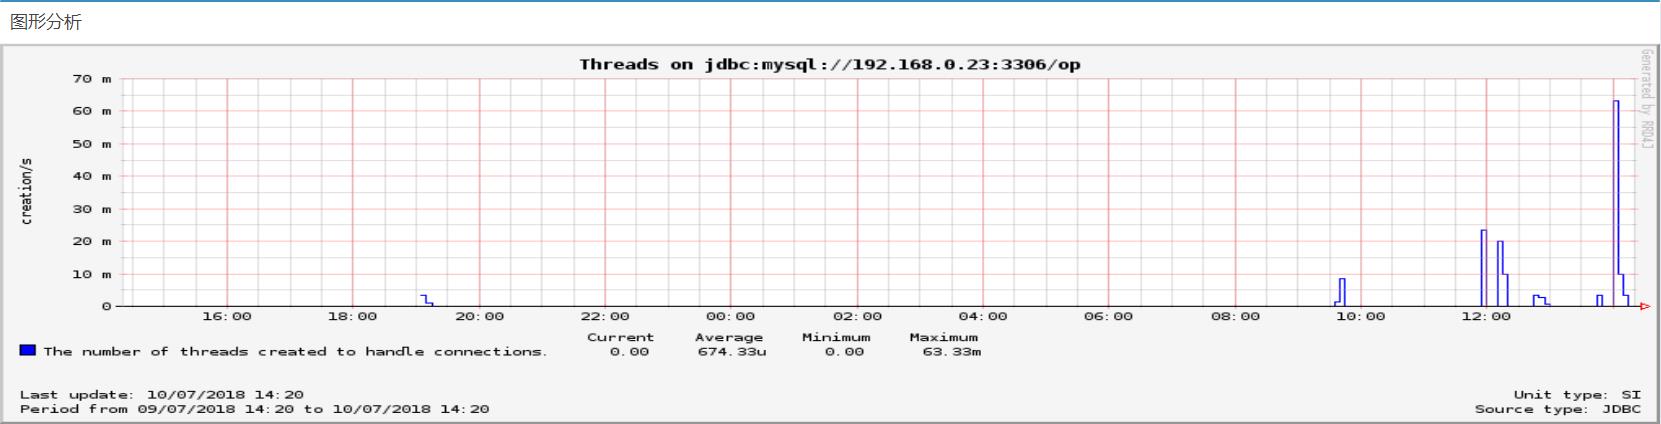 图形分析
Threads on jdbc:mysql://192.168.0.23:3306/op
Generated by RRD4J
creation/s
70 m
60 m
50 m
40 m
30 m
20 m
10 m
0
16:00 18:00 20:00 22:00 00:00 02:00 04:00 06:00 08:00 10:00 12:00
Current Average Minimum Maximum
The number of threads created to handle connections. 0.00 674.33u 0.00 63.33m
Last update: 10/07/2018 14:20 Unit type: SI
Period from 09/07/2018 14:20 to 10/07/2018 14:20 Source type: JDBC